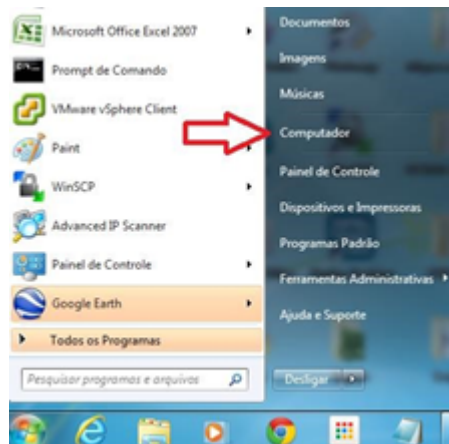 Microsoft Office Excel 2007
Prompt de Comando
VMware vSphere Client
Paint
WinSCP
Advanced IP Scanner
Painel de Controle
Google Earth
Todos os Programas
Pesquisar programas e arquivos
Documentos
Imagens
Músicas
Computador
Painel de Controle
Dispositivos e Impressoras
Programas Padrão
Ferramentas Administrativas
Ajuda e Suporte
Desligar